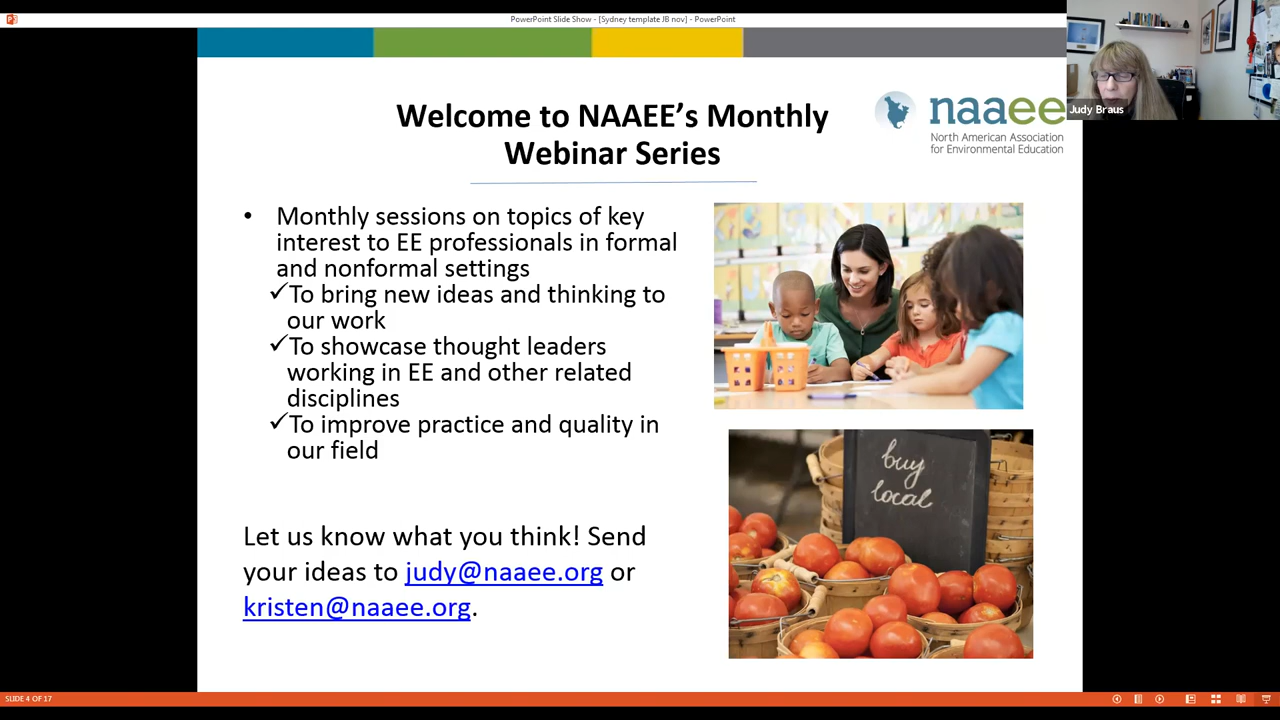 PowerPoint Slide Show - [Sydney template JB nov] - PowerPoint
Welcome to NAAEE’s Monthly
Webinar Series
naaee
North American Association
for Environmental Education
Judy Braus
• Monthly sessions on topics of key
interest to EE professionals in formal
and nonformal settings
✓To bring new ideas and thinking to
our work
✓To showcase thought leaders
working in EE and other related
disciplines
✓To improve practice and quality in
our field
Let us know what you think! Send
your ideas to judy@naaee.org or
kristen@naaee.org.
buy
local
SLIDE 4 OF 17